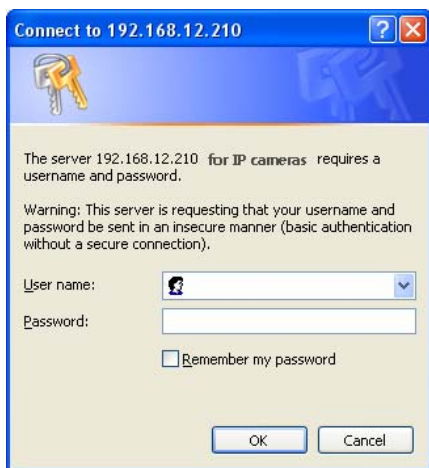 Connect to 192.168.12.210
The server 192.168.12.210 for IP cameras requires a
username and password.
Warning: This server is requesting that your username and
password be sent in an insecure manner (basic authentication
without a secure connection).
User name:
Password:
Remember my password
OK
Cancel